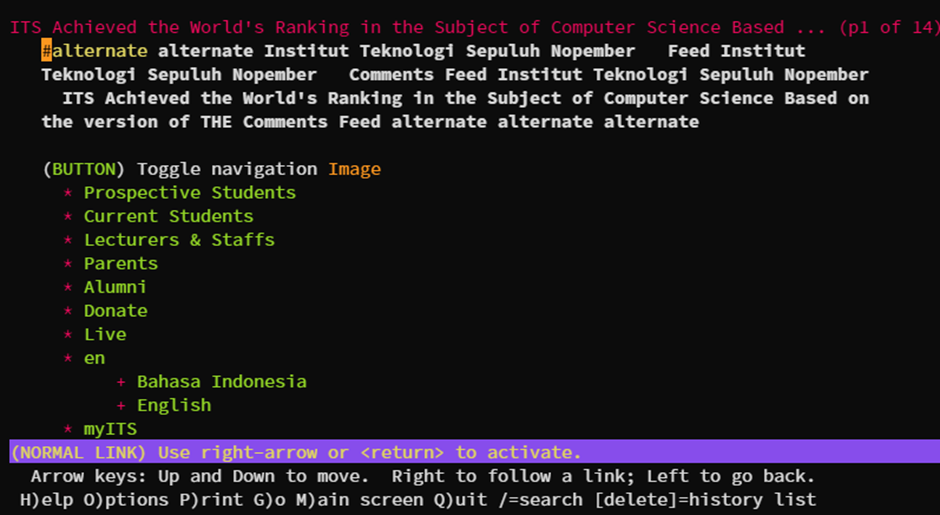 ITS Achieved the World's Ranking in the Subject of Computer Science Based ... (p1 of 14)
#alternate alternate Institut Teknologi Sepuluh Nopember   Feed Institut
Teknologi Sepuluh Nopember   Comments Feed Institut Teknologi Sepuluh Nopember
ITS Achieved the World's Ranking in the Subject of Computer Science Based on
the version of THE Comments Feed alternate alternate alternate
(BUTTON) Toggle navigation Image
* Prospective Students
* Current Students
* Lecturers & Staffs
* Parents
* Alumni
* Donate
* Live
* en
+ Bahasa Indonesia
+ English
* myITS
(NORMAL LINK) Use right-arrow or <return> to activate.
Arrow keys: Up and Down to move.  Right to follow a link; Left to go back.
H)elp O)ptions P)rint G)o M)ain screen Q)uit /=search [delete]=history list